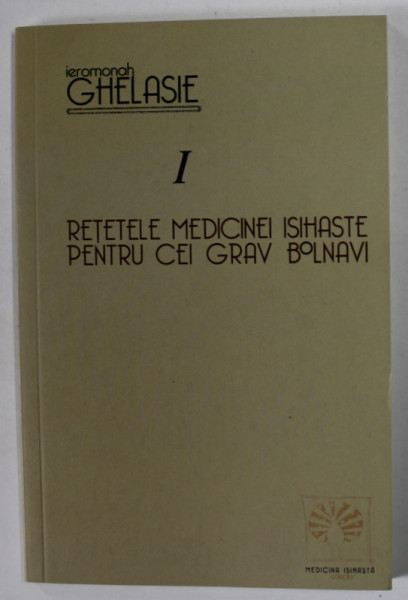 ieromonah
GHELASIE
I
REȚETELE MEDICINEI ISIHASTE
PENTRU CEI GRAV BOLNAVI
MEDICINA ISIHASTĂ